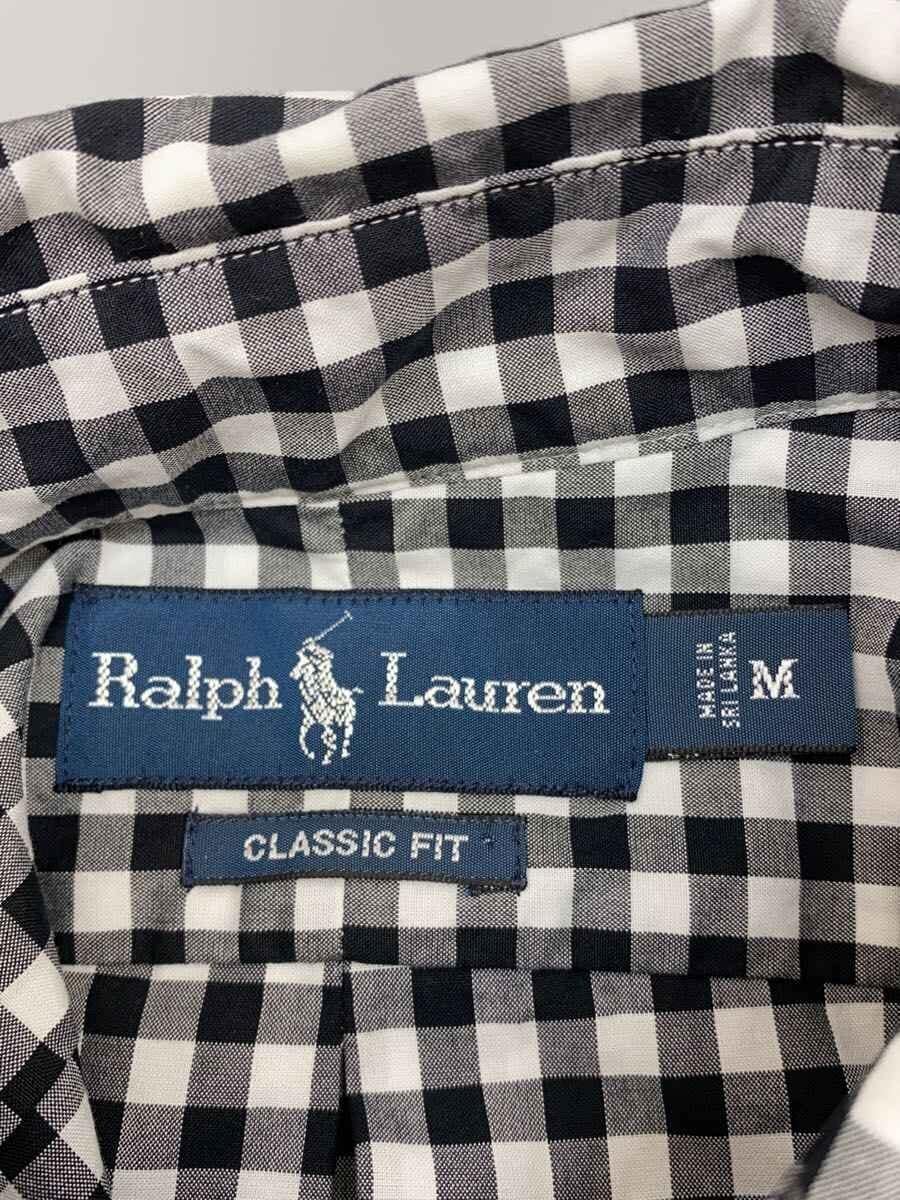 Ralph Lauren
MADE IN
SRI LANKA
M
CLASSIC FIT